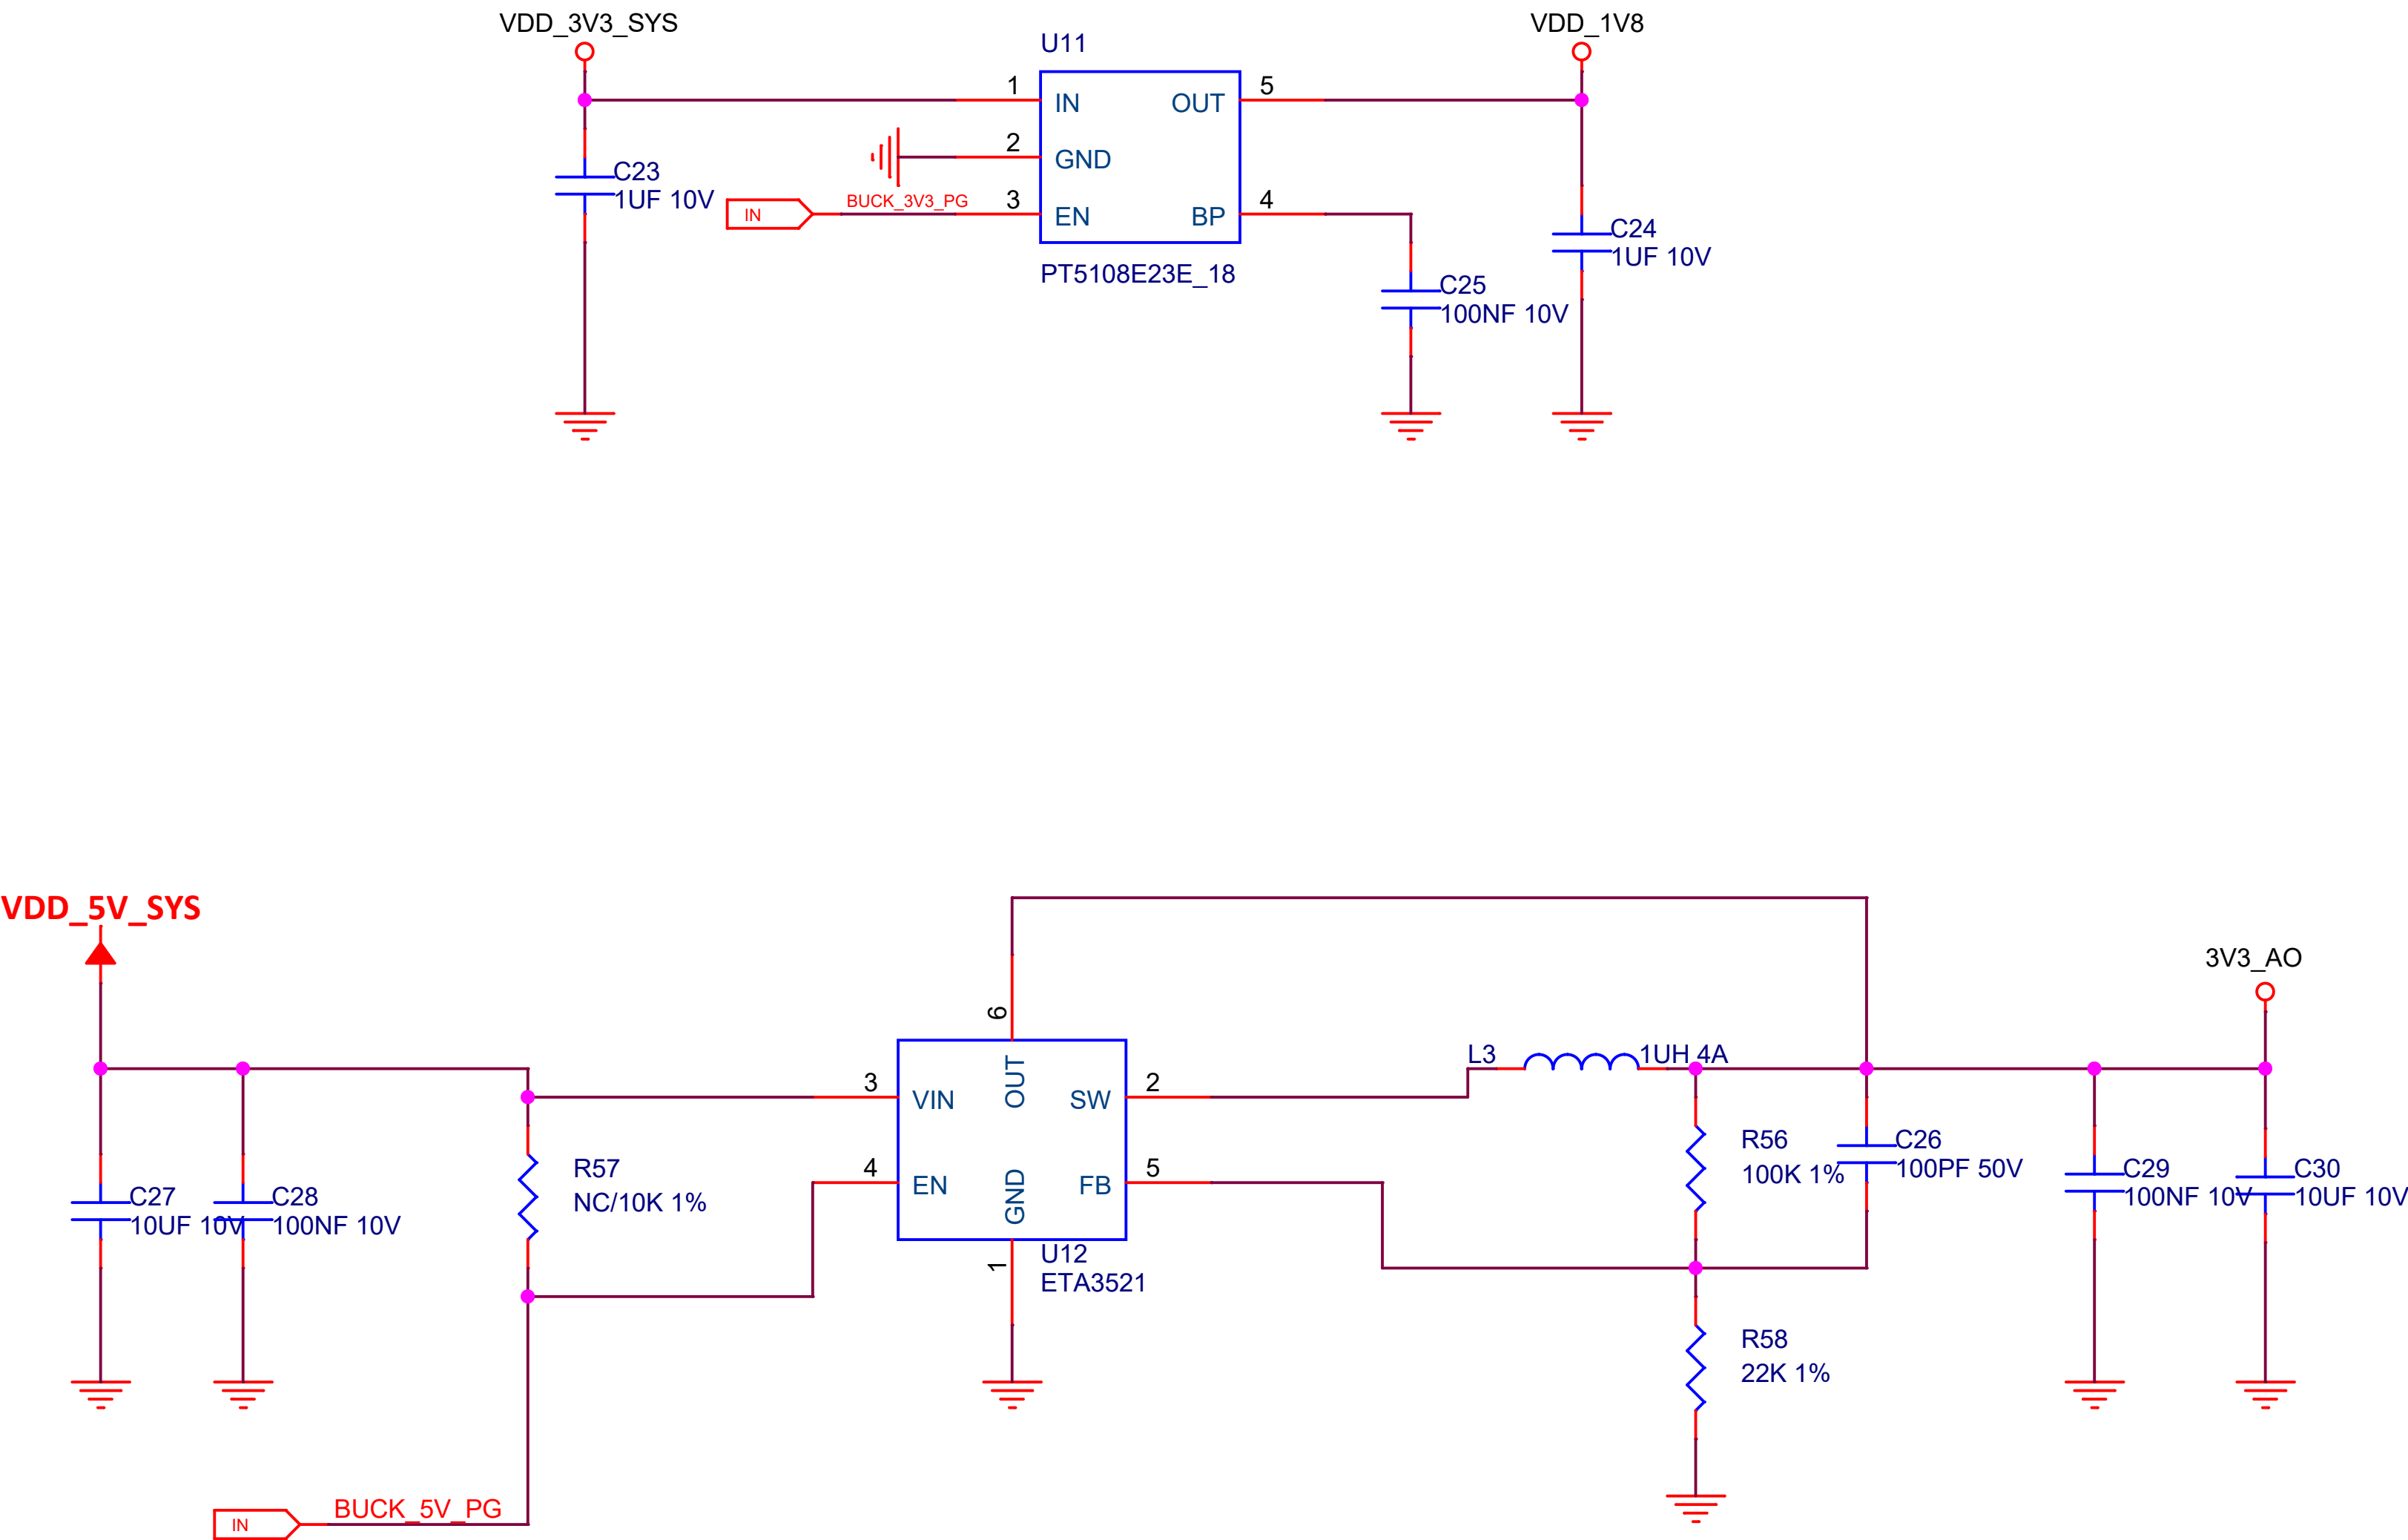 VDD_3V3_SYS
VDD_1V8
U11
1
IN
OUT
5
2
GND
C23
1UF 10V
IN
BUCK_3V3_PG
3
EN
BP
4
C24
1UF 10V
PT5108E23E_18
C25
100NF 10V
VDD_5V_SYS
3V3_AO
6
OUT
L3
1UH 4A
3
VIN
SW
2
R56
100K 1%
C26
100PF 50V
R57
NC/10K 1%
4
EN
GND
FB
5
C29
100NF 10V
C30
10UF 10V
C27
10UF 10V
C28
100NF 10V
1
U12
ETA3521
R58
22K 1%
IN
BUCK_5V_PG